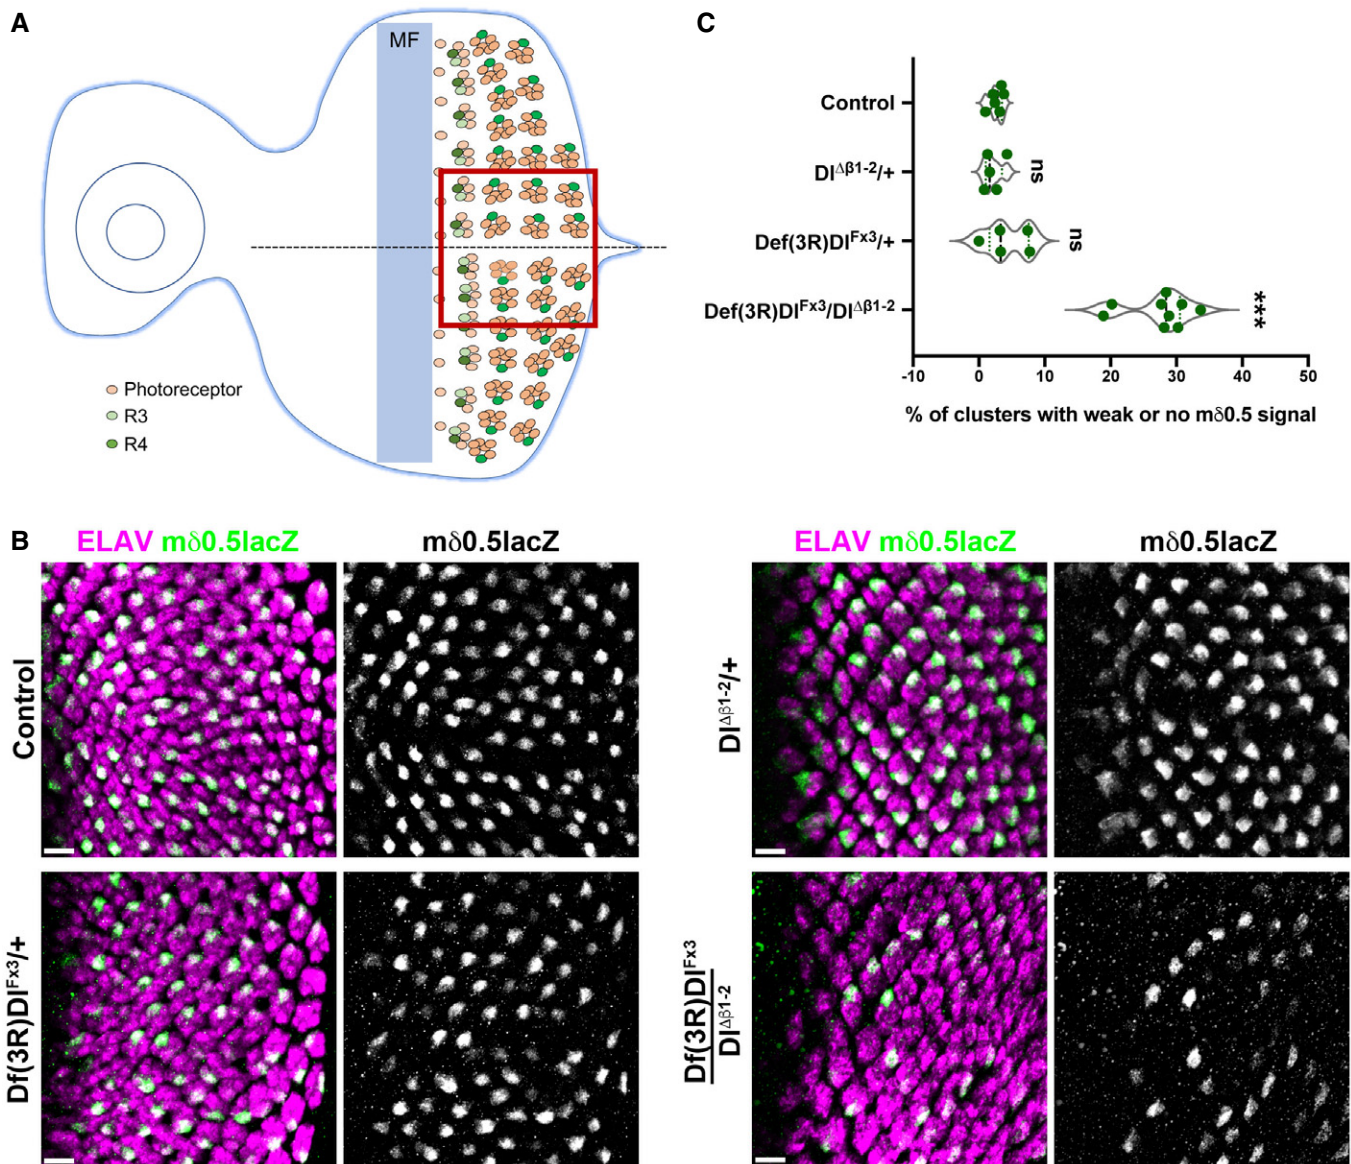 A
MF
Photoreceptor
R3
R4
C
Control
Dl^Δβ1-2/+
ns
Def(3R)Dl^Fx3/+
ns
Def(3R)Dl^Fx3/Dl^Δβ1-2
***
-10 0 10 20 30 40 50
% of clusters with weak or no mδ0.5 signal
B
ELAV mδ0.5lacZ
mδ0.5lacZ
ELAV mδ0.5lacZ
mδ0.5lacZ
Control
Dl^Δβ1-2/+
Df(3R)Dl^Fx3/+
Df(3R)Dl^Fx3
Dl^Δβ1-2